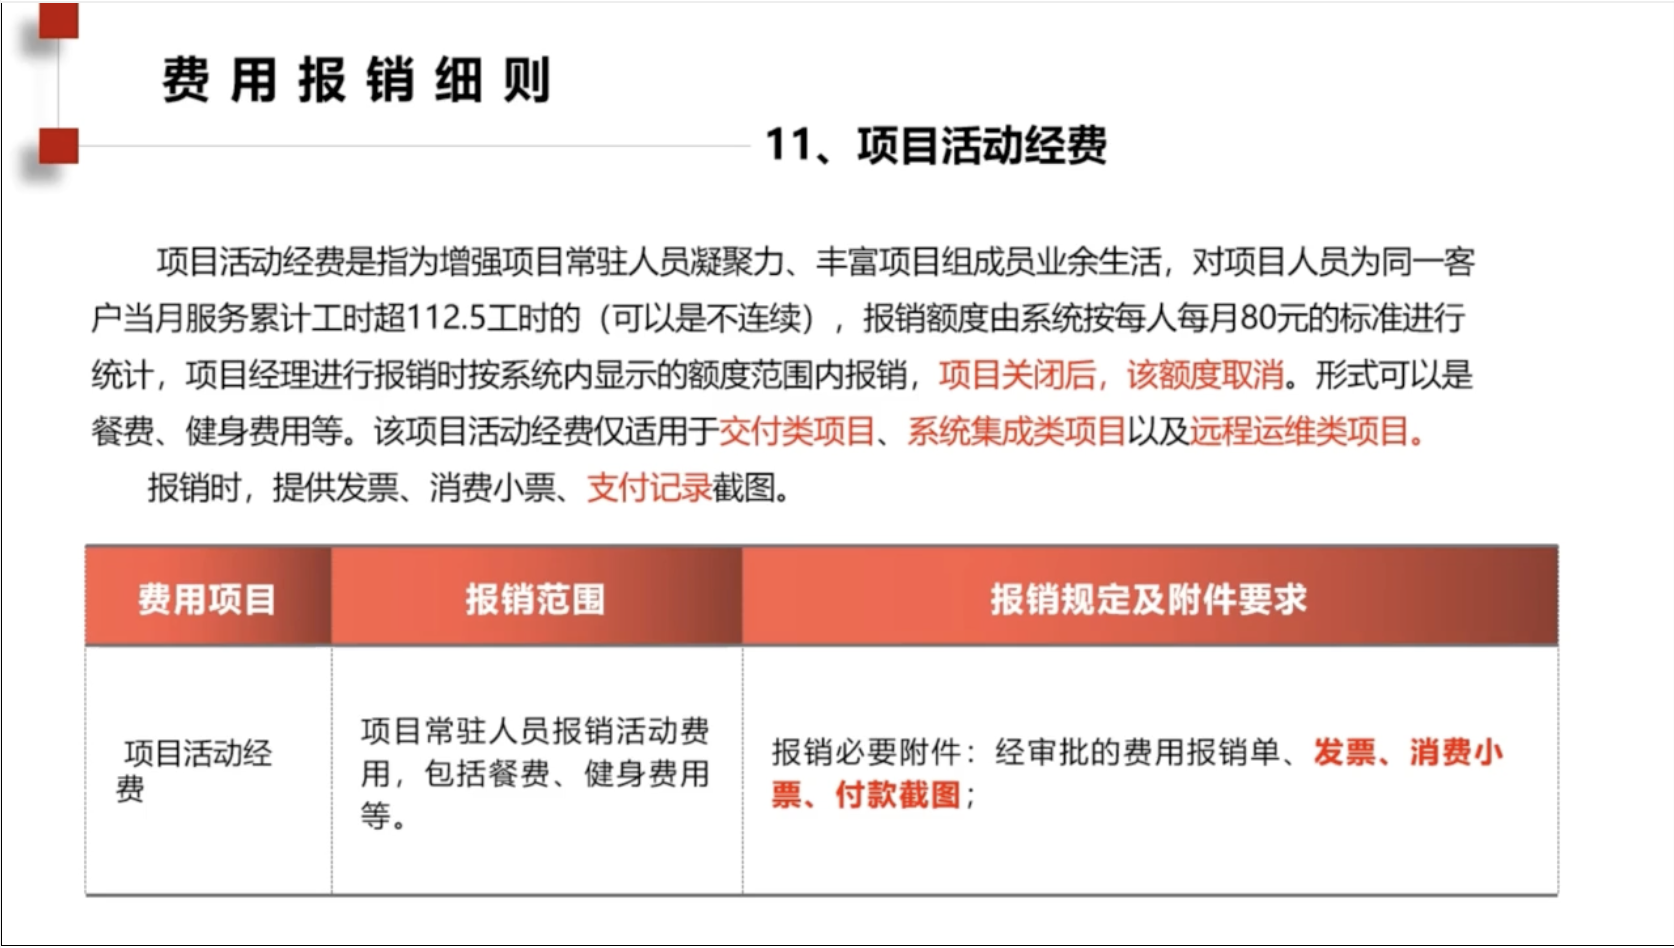 费用报销细则
11、项目活动经费
项目活动经费是指为增强项目常驻人员凝聚力、丰富项目组成员业余生活，对项目人员为同一客
户当月服务累计工时超112.5工时的（可以是不连续），报销额度由系统按每人每月80元的标准进行
统计，项目经理进行报销时按系统内显示的额度范围内报销，项目关闭后，该额度取消。形式可以是
餐费、健身费用等。该项目活动经费仅适用于交付类项目、系统集成类项目以及远程运维类项目。
报销时，提供发票、消费小票、支付记录截图。
费用项目
报销范围
报销规定及附件要求
项目活动经
费
项目常驻人员报销活动费
用，包括餐费、健身费用
等。
报销必要附件：经审批的费用报销单、发票、消费小
票、付款截图；